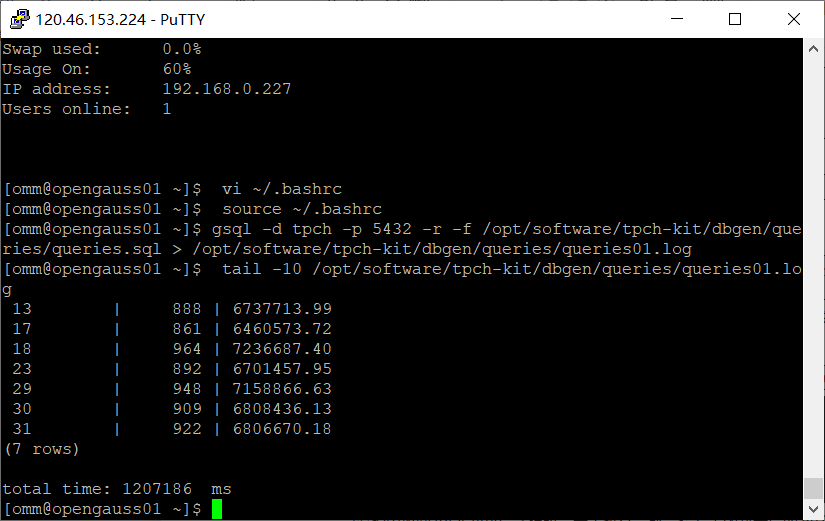 120.46.153.224 - PuTTY
Swap used:      0.0%
Usage On:       60%
IP address:     192.168.0.227
Users online:   1
[omm@opengauss01 ~]$  vi ~/.bashrc
[omm@opengauss01 ~]$  source ~/.bashrc
[omm@opengauss01 ~]$ gsql -d tpch -p 5432 -r -f /opt/software/tpch-kit/dbgen/que
ries/queries.sql > /opt/software/tpch-kit/dbgen/queries/queries01.log
[omm@opengauss01 ~]$  tail -10 /opt/software/tpch-kit/dbgen/queries/queries01.lo
g
 13        |     888 | 6737713.99
 17        |     861 | 6460573.72
 18        |     964 | 7236687.40
 23        |     892 | 6701457.95
 29        |     948 | 7158866.63
 30        |     909 | 6808436.13
 31        |     922 | 6806670.18
(7 rows)
total time: 1207186  ms
[omm@opengauss01 ~]$